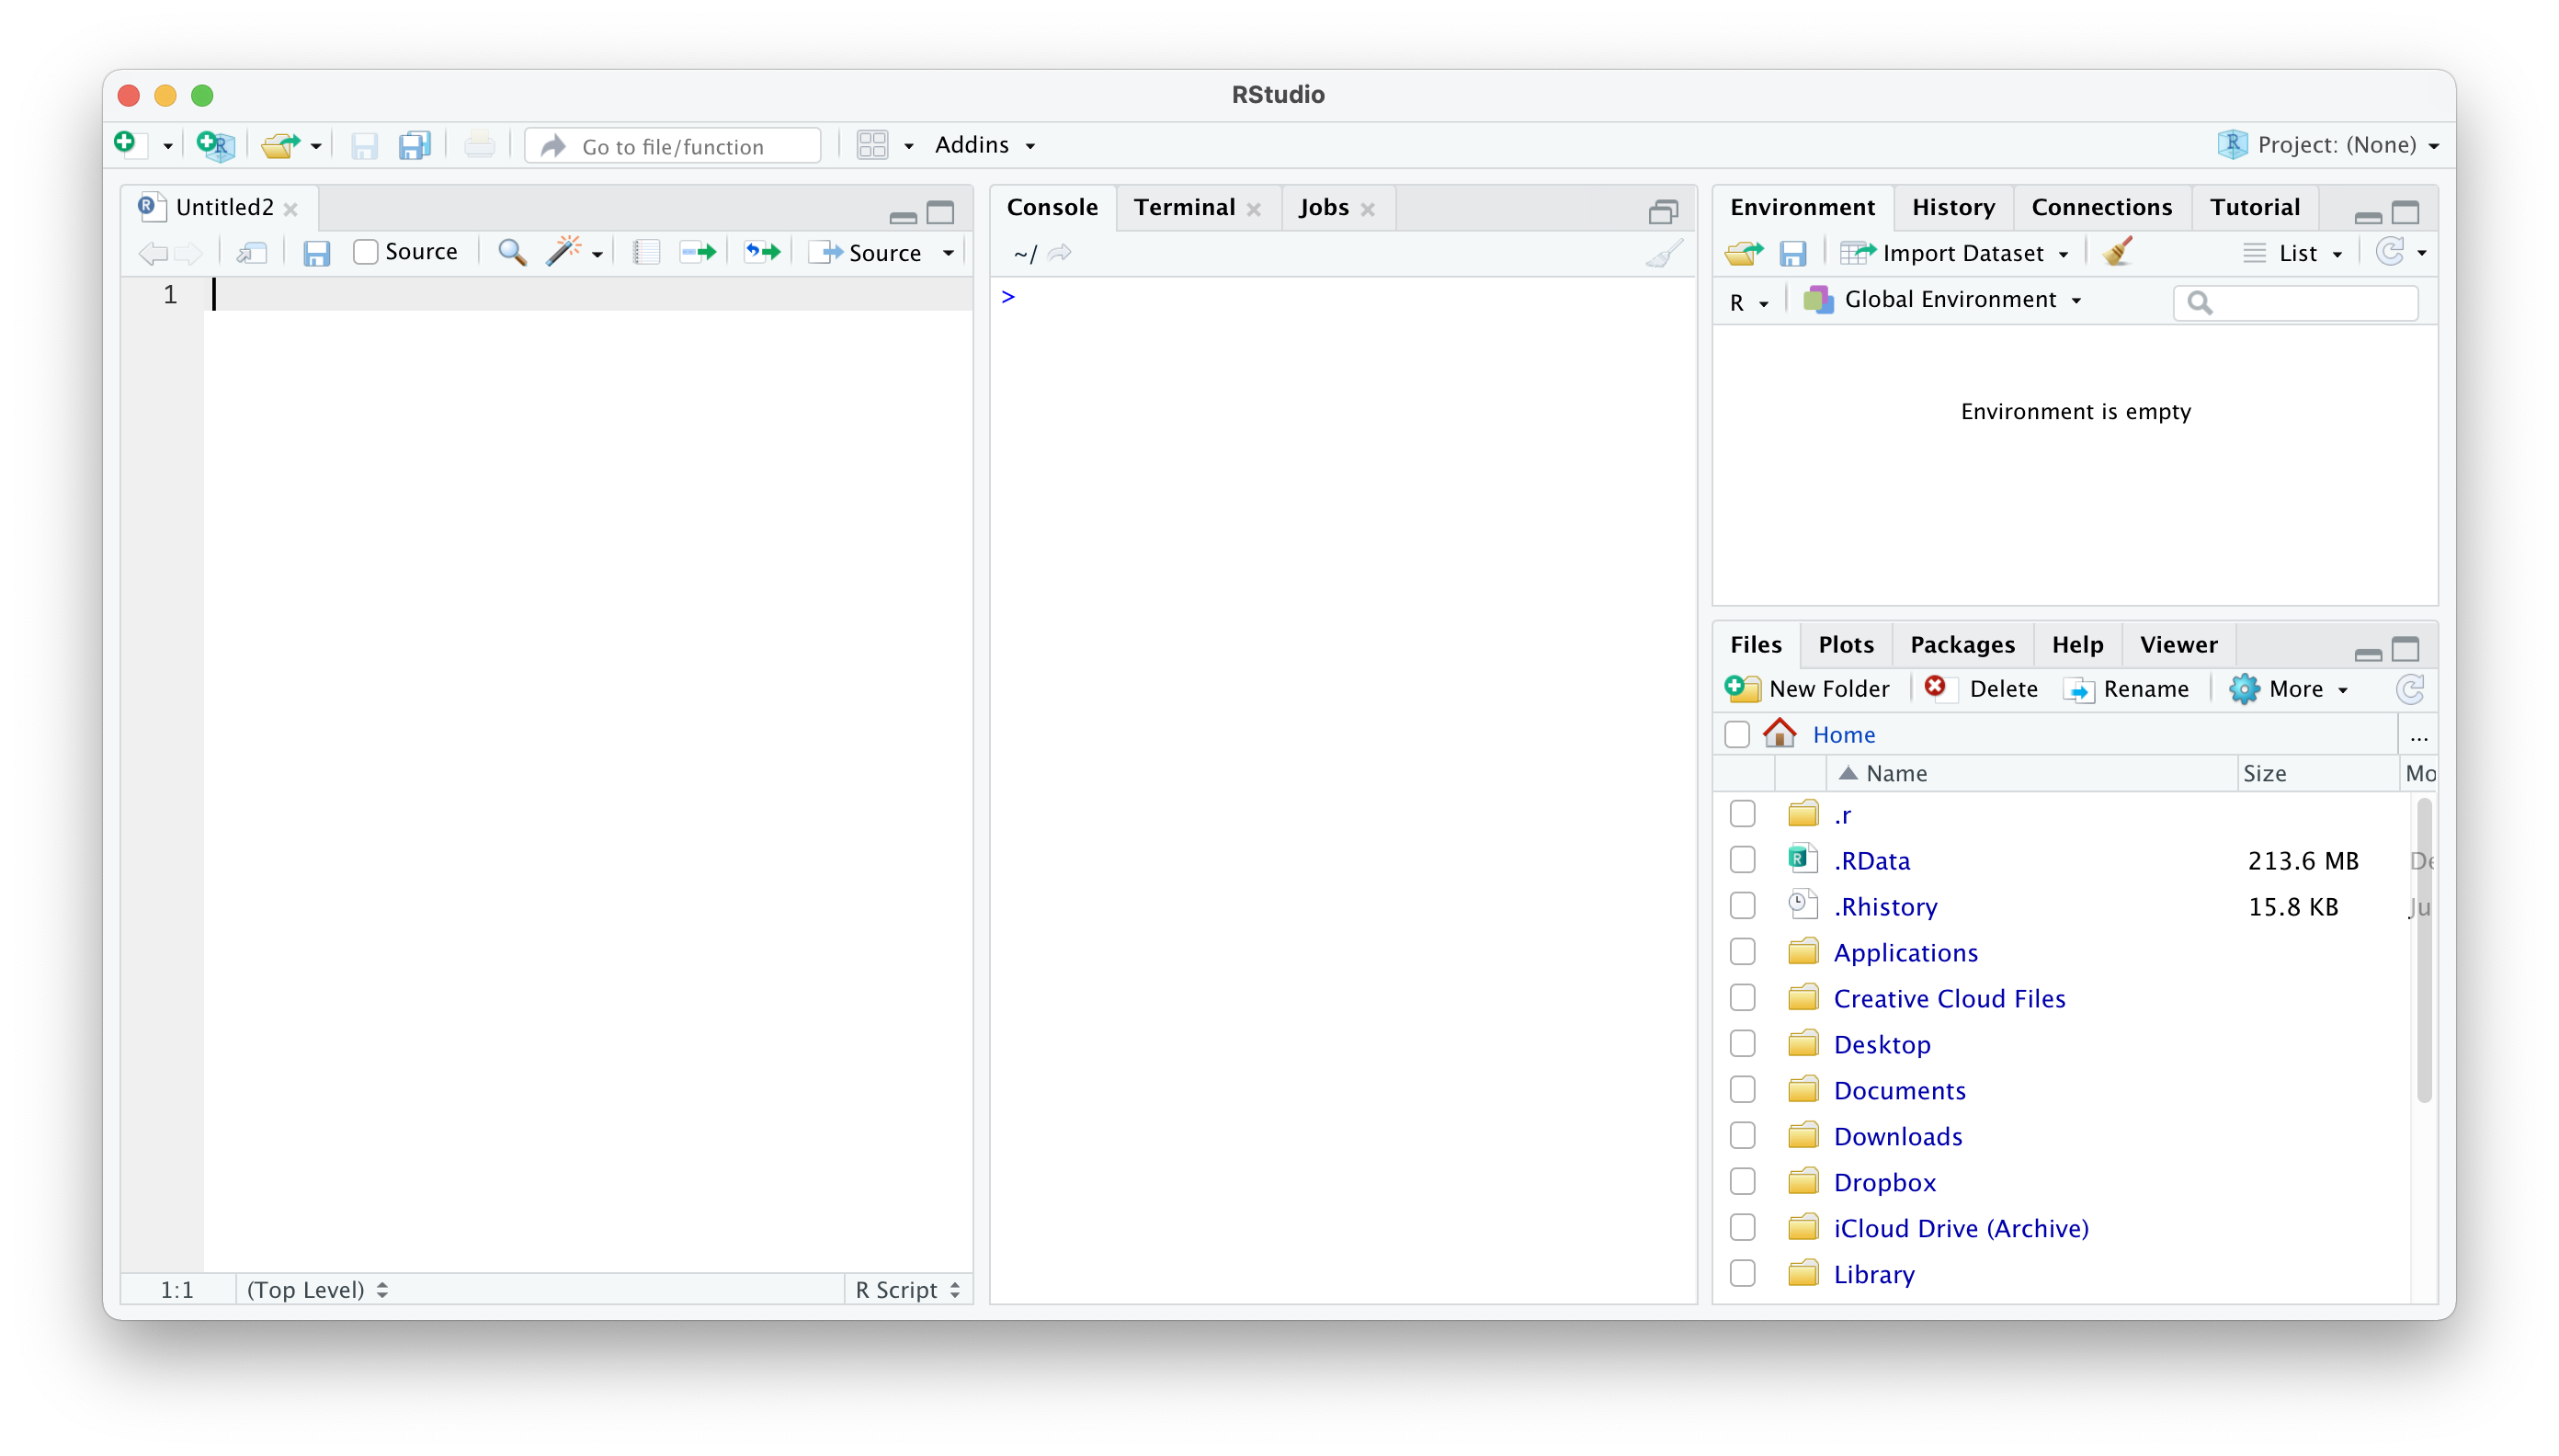 RStudio
Go to file/function
Addins
Project: (None)
Untitled2
Source
Source
1
1:1
(Top Level)
R Script
Console
Terminal
Jobs
~/
>
Environment
History
Connections
Tutorial
Import Dataset
List
R
Global Environment
Environment is empty
Files
Plots
Packages
Help
Viewer
New Folder
Delete
Rename
More
Home
...
Name
Size
Mo
.r
.RData
213.6 MB
De
.Rhistory
15.8 KB
Ju
Applications
Creative Cloud Files
Desktop
Documents
Downloads
Dropbox
iCloud Drive (Archive)
Library